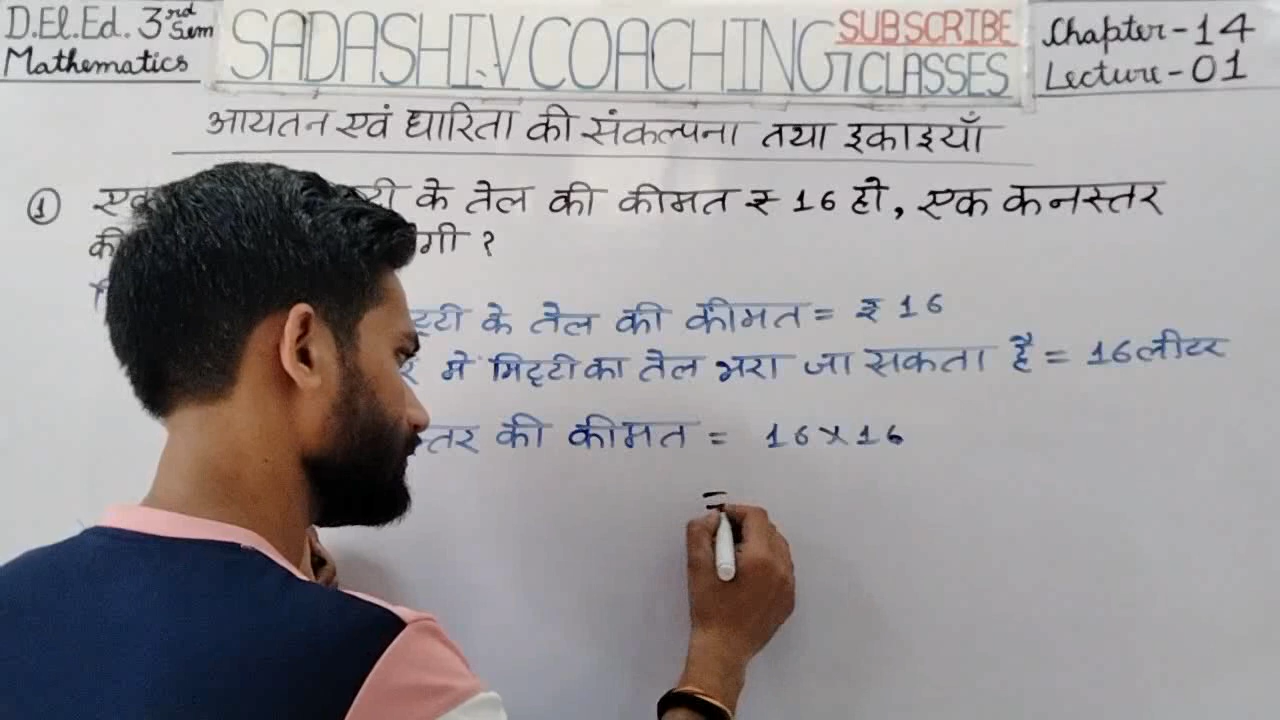 D.El.Ed. 3rd Sem
Mathematics
SADASHIV COACHING CLASSES
SUBSCRIBE
Chapter-14
Lecture-01
आयतन एवं धारिता की संकल्पना तथा इकाइयाँ
① एक के तेल की कीमत ₹ 16 हो, एक कनस्तर
?
के तेल की कीमत = ₹ 16
में मिट्टी का तेल भरा जा सकता है = 16 लीटर
की कीमत = 16×16
=